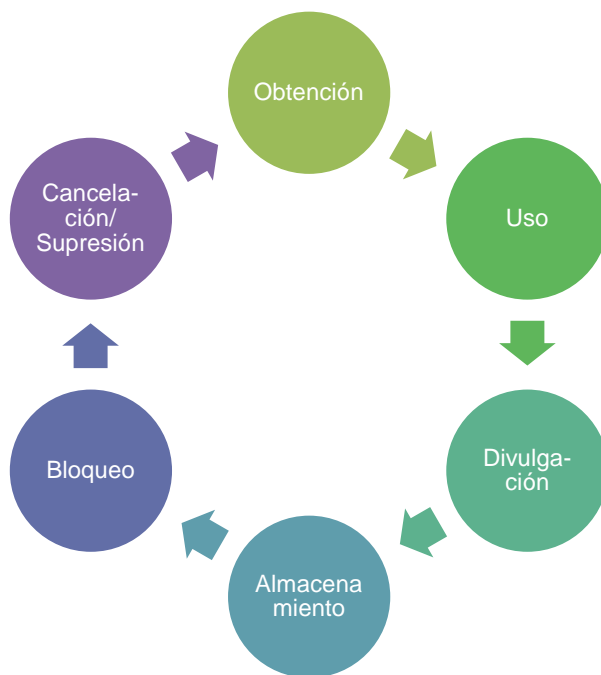 Obtención
Uso
Divulga-
ción
Almacena
miento
Bloqueo
Cancela-
ción/
Supresión